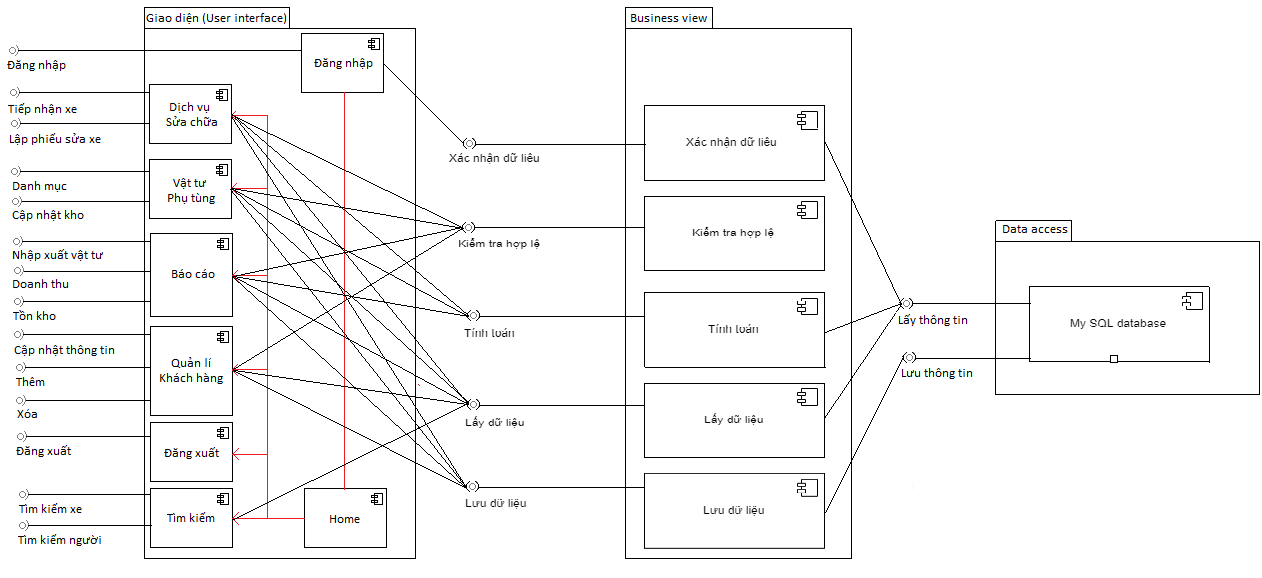 Giao diện (User interface)
Business view
Đăng nhập
Đăng nhập
Dịch vụ
Sửa chữa
Tiếp nhận xe
Lập phiếu sửa xe
Xác nhận dữ liêu
Xác nhận dữ liêu
Vật tư
Phụ tùng
Danh mục
Cập nhật kho
Kiểm tra hợp lệ
Kiểm tra hợp lệ
Data access
Báo cáo
Nhập xuất vật tư
Doanh thu
Tồn kho
Tính toán
Tính toán
Lấy thông tin
My SQL database
Lưu thông tin
Quản lí
Khách hàng
Cập nhật thông tin
Thêm
Xóa
Lấy dữ liệu
Lấy dữ liệu
Đăng xuất
Đăng xuất
Tìm kiếm
Tìm kiếm xe
Tìm kiếm người
Home
Lưu dữ liệu
Lưu dữ liệu